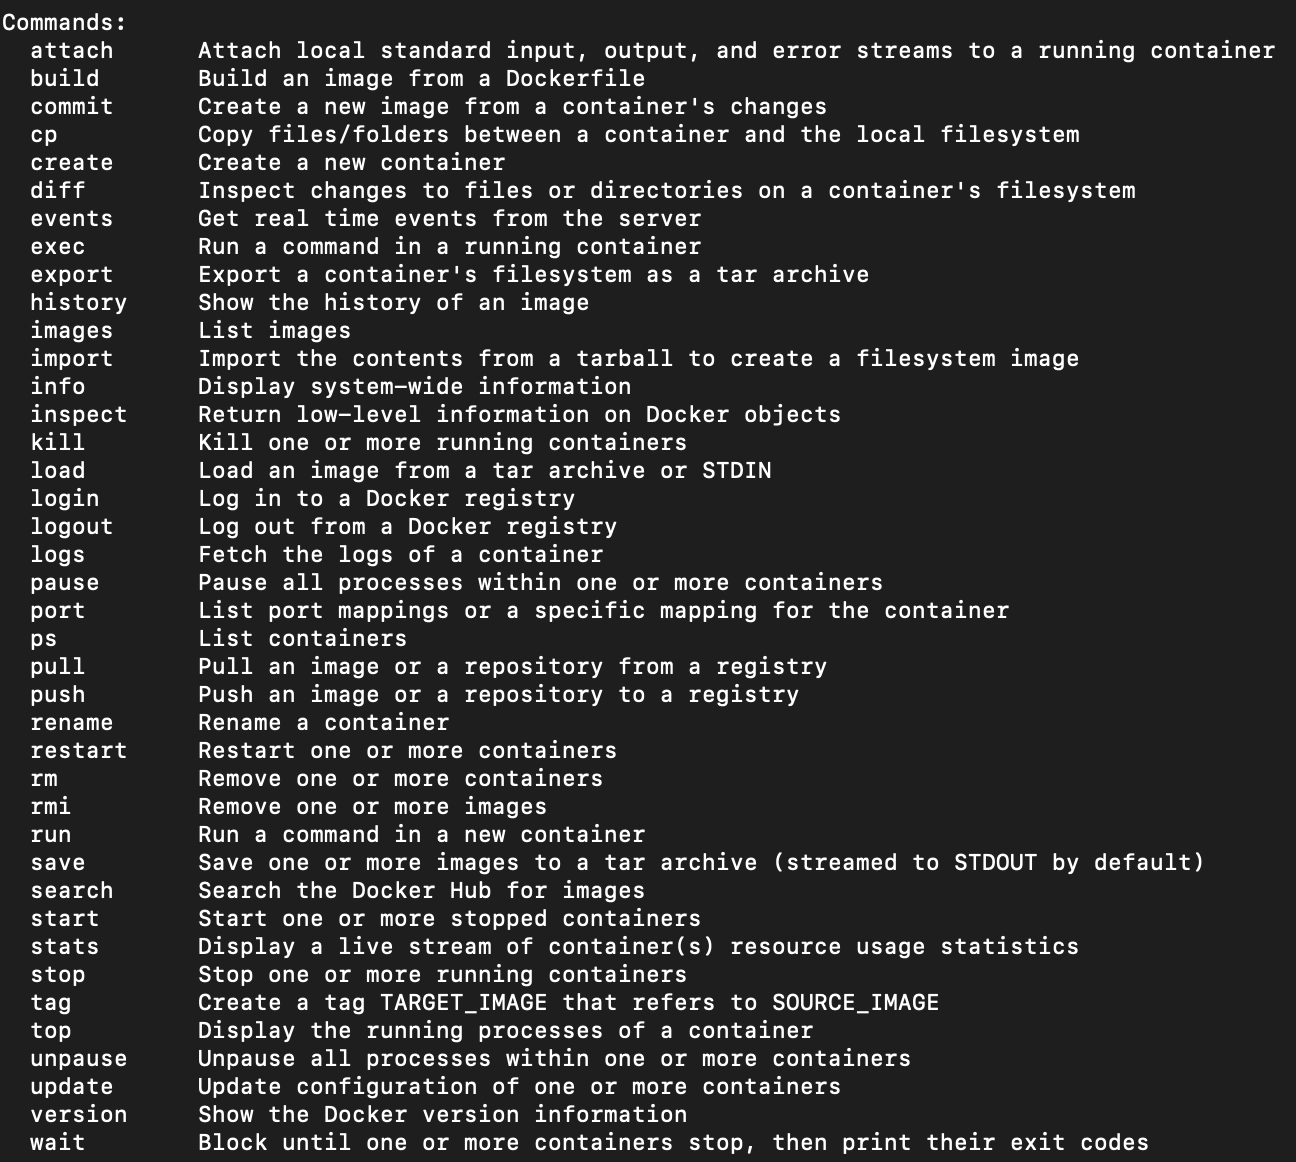 Commands:
  attach      Attach local standard input, output, and error streams to a running container
  build       Build an image from a Dockerfile
  commit      Create a new image from a container's changes
  cp          Copy files/folders between a container and the local filesystem
  create      Create a new container
  diff        Inspect changes to files or directories on a container's filesystem
  events      Get real time events from the server
  exec        Run a command in a running container
  export      Export a container's filesystem as a tar archive
  history     Show the history of an image
  images      List images
  import      Import the contents from a tarball to create a filesystem image
  info        Display system-wide information
  inspect     Return low-level information on Docker objects
  kill        Kill one or more running containers
  load        Load an image from a tar archive or STDIN
  login       Log in to a Docker registry
  logout      Log out from a Docker registry
  logs        Fetch the logs of a container
  pause       Pause all processes within one or more containers
  port        List port mappings or a specific mapping for the container
  ps          List containers
  pull        Pull an image or a repository from a registry
  push        Push an image or a repository to a registry
  rename      Rename a container
  restart     Restart one or more containers
  rm          Remove one or more containers
  rmi         Remove one or more images
  run         Run a command in a new container
  save        Save one or more images to a tar archive (streamed to STDOUT by default)
  search      Search the Docker Hub for images
  start       Start one or more stopped containers
  stats       Display a live stream of container(s) resource usage statistics
  stop        Stop one or more running containers
  tag         Create a tag TARGET_IMAGE that refers to SOURCE_IMAGE
  top         Display the running processes of a container
  unpause     Unpause all processes within one or more containers
  update      Update configuration of one or more containers
  version     Show the Docker version information
  wait        Block until one or more containers stop, then print their exit codes